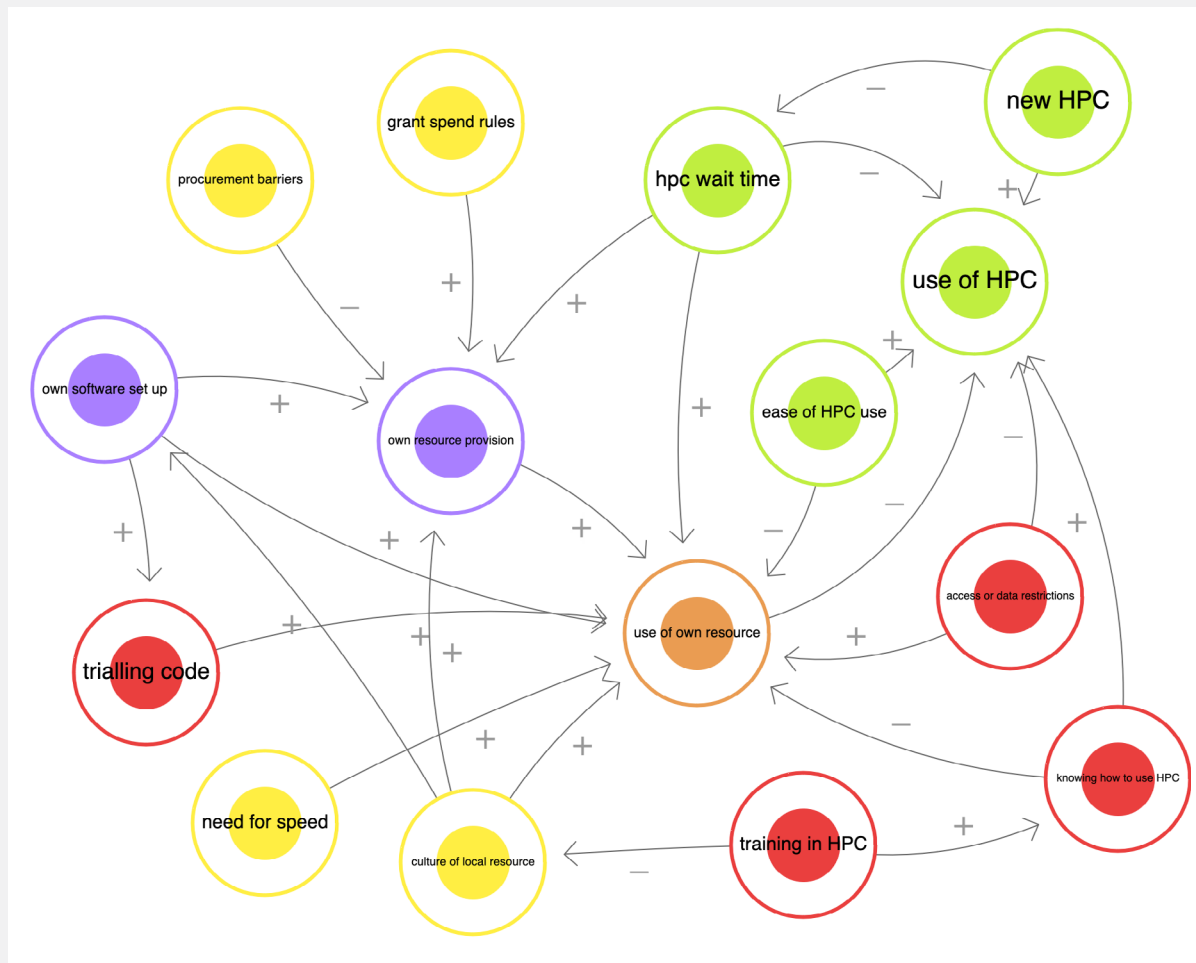 new HPC
−
grant spend rules
procurement barriers
hpc wait time
−
+
use of HPC
+
−
+
+
own software set up
+
+
ease of HPC use
own resource provision
−
−
+
+
+
−
+
access or data restrictions
+
use of own resource
+
+
+
trialling code
−
+
+
knowing how to use HPC
need for speed
+
training in HPC
culture of local resource
−